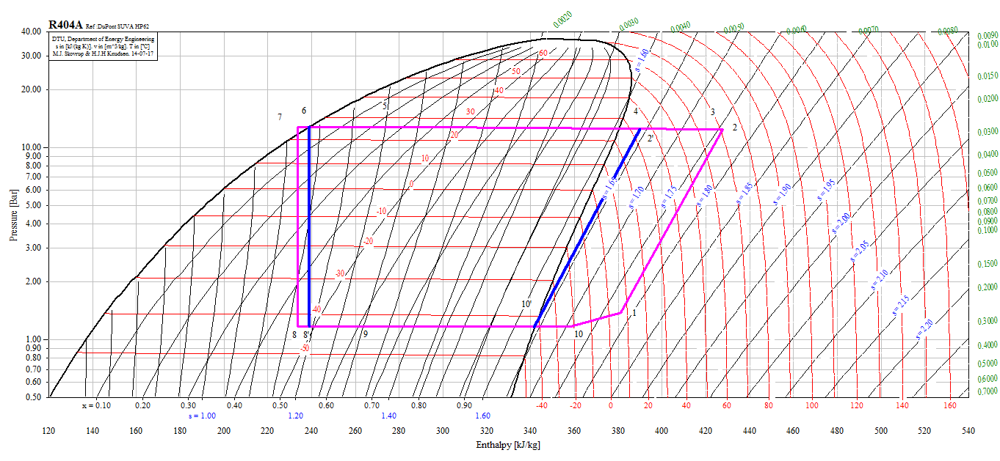 R404A Ref :DuPont SUVA HP62
DTU, Department of Energy Engineering
s in [kJ/(kg K)]. v in [m^3/kg]. T in [ºC]
M.J. Skovrup & H.J.H Knudsen. 14-07-17
0.0020 0.0030 0.0040 0.0050 0.0060 0.0070 0.0080 0.0090
40.00
0.0100
30.00
60
s = 1.60
50
0.0150
20.00
40
0.0200
7 6 5 30 4 3
20 2' 2
0.0300
10.00
9.00
10
0.0400
8.00
7.00
0.0500
6.00
0
s = 1.65 s = 1.70 s = 1.75 s = 1.80 s = 1.85 s = 1.90 s = 1.95
0.0600
5.00
0.0700
-10
0.0800
4.00
s = 2.00
0.0900
0.1000
-20
3.00
s = 2.05
0.1500
-30
2.00
s = 2.10
0.2000
-40
10'
1
s = 2.15
0.3000
8 8' 9 10
s = 2.20
1.00
0.90
-50
0.4000
0.80
0.5000
0.70
0.60
0.6000
0.50
0.7000
Pressure [Bar]
x = 0.10 0.20 0.30 0.40 0.50 0.60 0.70 0.80 0.90 -40 -20 0 20 40 60 80 100 120 140 160
s = 1.00 1.20 1.40 1.60
120 140 160 180 200 220 240 260 280 300 320 340 360 380 400 420 440 460 480 500 520 540
Enthalpy [kJ/kg]